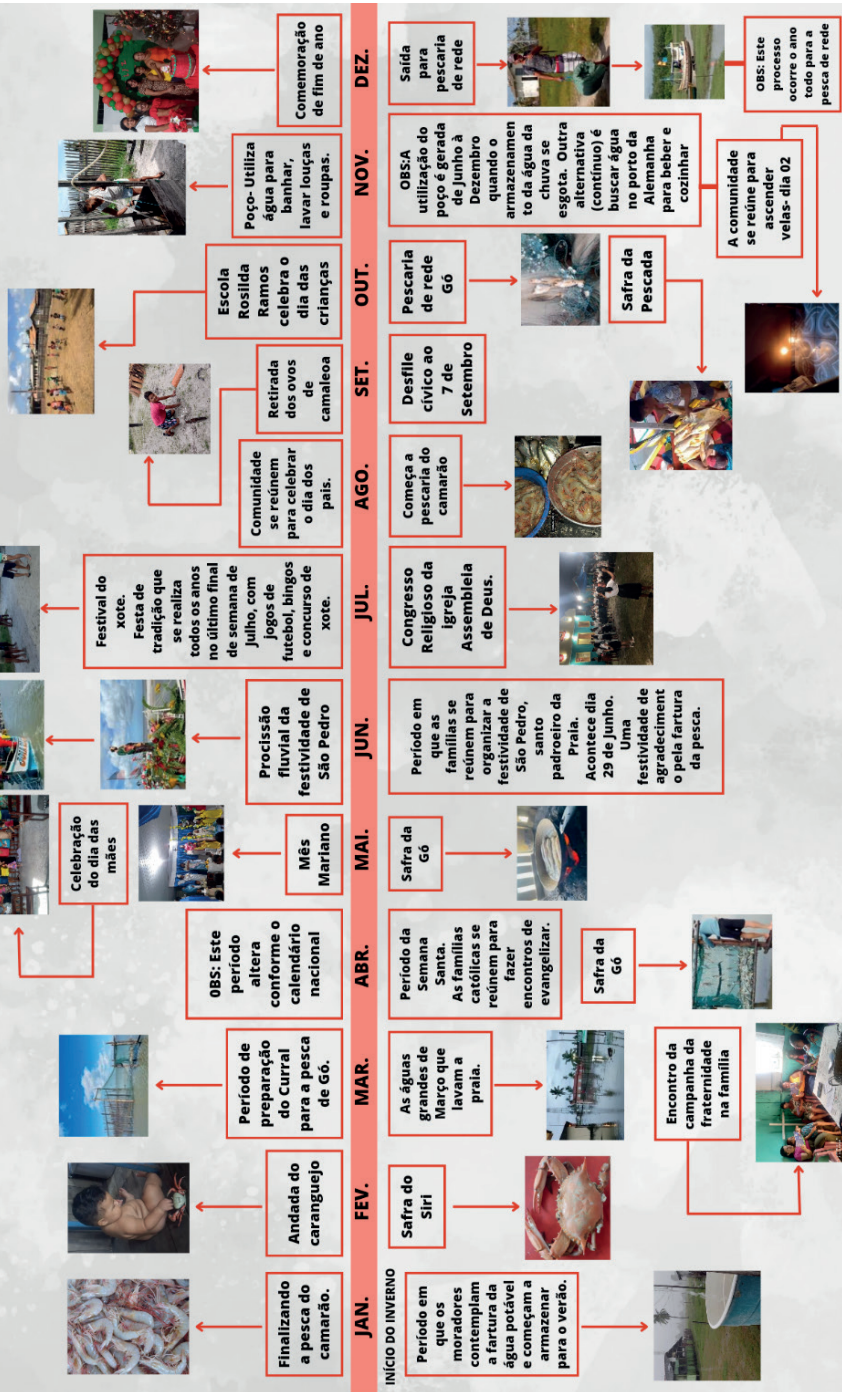 Finalizando
a pesca do
camarão.
Andada do
caranguejo
Período de
preparação
do Curral
para a pesca
de Gó.
OBS: Este
período
altera
conforme o
calendário
nacional
Celebração
do dia das
mães
Mês
Mariano
Procissão
fluvial da
festividade de
São Pedro
Festival do
xote.
Festa de
tradição que
se realiza
todos os anos
no último final
de semana de
Julho, com
jogos de
futebol, bingos
e concurso de
xote.
Comunidade
se reúnem
para celebrar
o dia dos
pais.
Retirada
dos ovos
de
camaleoa
Escola
Rosilda
Ramos
celebra o
dia das
crianças
Poço- Utiliza
água para
banhar,
lavar louças
e roupas.
Comemoração
de fim de ano
JAN.
FEV.
MAR.
ABR.
MAI.
JUN.
JUL.
AGO.
SET.
OUT.
NOV.
DEZ.
INÍCIO DO INVERNO
Período em
que os
moradores
contemplam
a fartura da
água potável
e começam a
armazenar
para o verão.
Safra do
Siri
As águas
grandes de
Março que
lavam a
praia.
Encontro da
campanha da
fraternidade
na família
Período da
Semana
Santa.
As famílias
católicas se
reúnem para
fazer
encontros de
evangelizar.
Safra da
Gó
Safra da
Gó
Período em
que as
famílias se
reúnem para
organizar a
festividade de
São Pedro,
santo
padroeiro da
Praia.
Acontece dia
29 de Junho.
Uma
festividade de
agradeciment
o pela fartura
da pesca.
Congresso
Religioso da
igreja
Assembleia
de Deus.
Começa a
pescaria do
camarão
Desfile
cívico ao
7 de
Setembro
Pescaria
de rede
Gó
Safra da
Pescada
OBS:A
utilização do
poço é gerada
de Junho à
Dezembro
quando o
armazenamen
to da água da
chuva se
esgota. Outra
alternativa
(contínuo) é
buscar água
no porto da
Alemanha
para beber e
cozinhar
A comunidade
se reúne para
ascender
velas- dia 02
Saída
para
pescaria
de rede
OBS: Este
processo
ocorre o ano
todo para a
pesca de rede